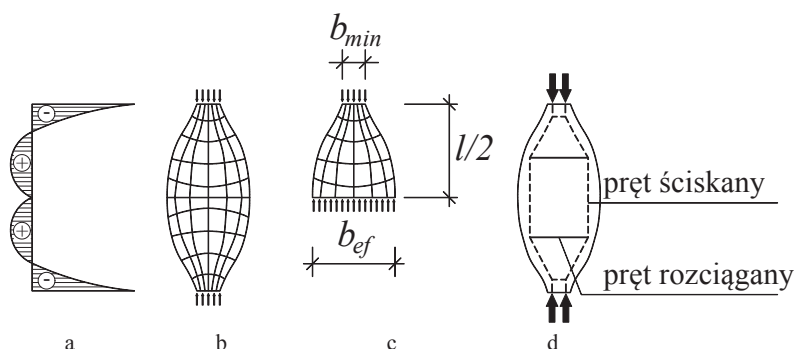 b_min
l/2
b_ef
pręt ściskany
pręt rozciągany
a b c d